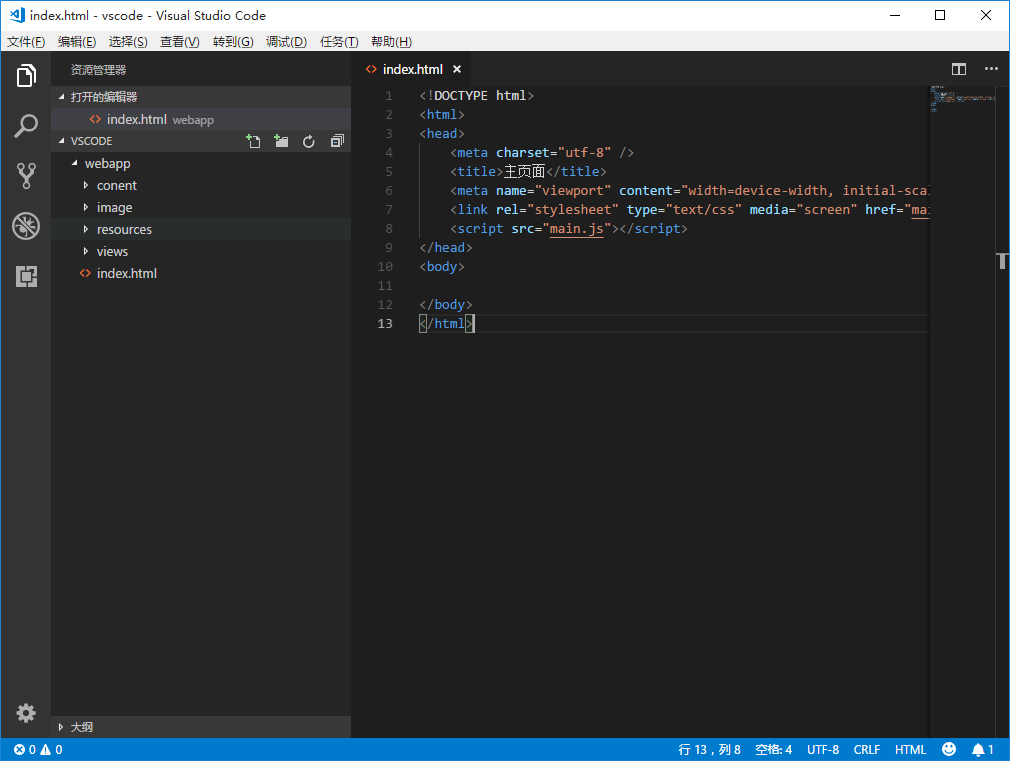 index.html - vscode - Visual Studio Code
文件(F) 编辑(E) 选择(S) 查看(V) 转到(G) 调试(D) 任务(T) 帮助(H)
资源管理器
打开的编辑器
index.html webapp
VSCODE
webapp
conent
image
resources
views
index.html
大纲
index.html
1 <!DOCTYPE html>
2 <html>
3 <head>
4 <meta charset="utf-8" />
5 <title>主页面</title>
6 <meta name="viewport" content="width=device-width, initial-scal
7 <link rel="stylesheet" type="text/css" media="screen" href="mai
8 <script src="main.js"></script>
9 </head>
10 <body>
11
12 </body>
13 </html>
0 0 行 13，列 8 空格: 4 UTF-8 CRLF HTML 1